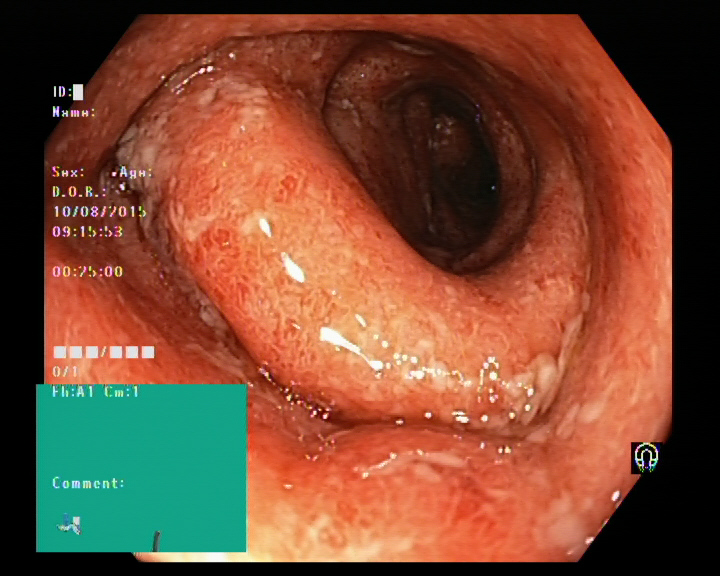 ID:
Name:
Sex: Age:
D.O.B.:
10/08/2015
09:15:53
00:25:00
■■■/■■■
0/1
Ph:A1 Cm:1
Comment: